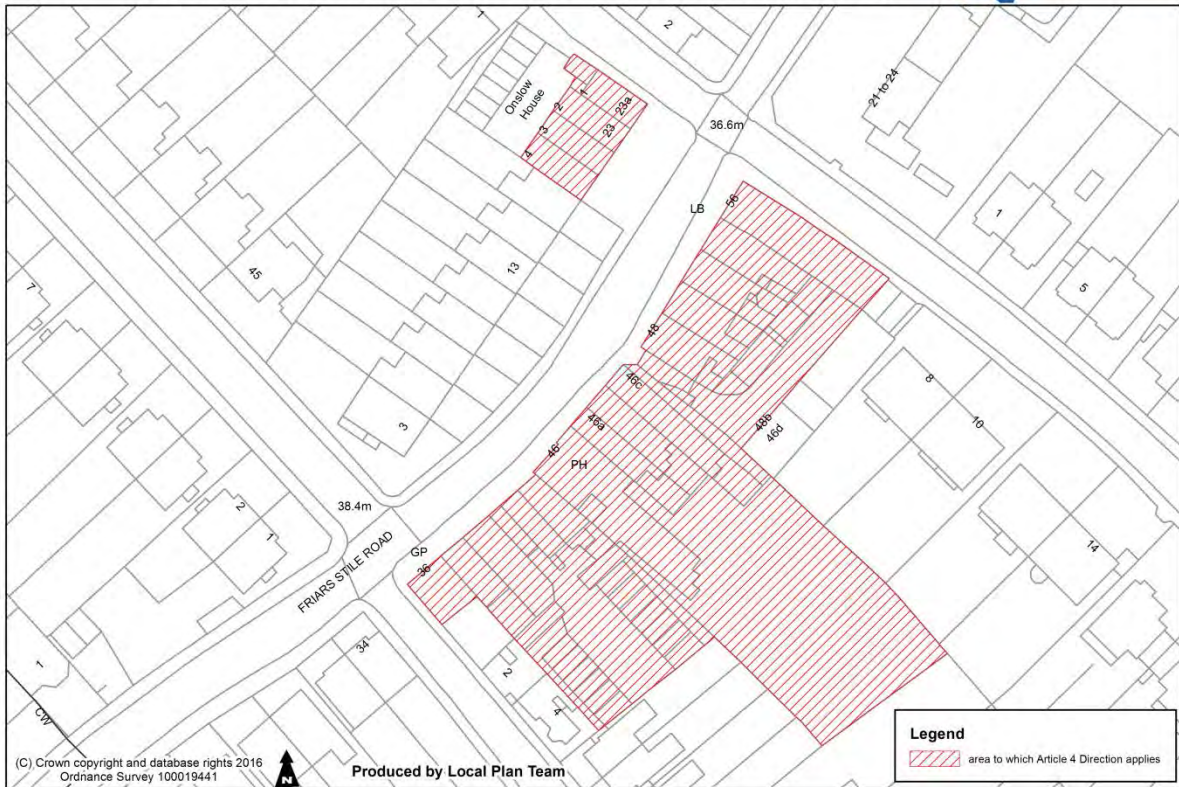 1
2
21 to 24
Onslow
House
1
2
3
4
23a
23
36.6m
LB
56
1
5
45
13
7
48
46c
8
10
48b
46d
46a
46
PH
3
2
1
38.4m
GP
36
FRIARS STILE ROAD
14
34
2
4
1
CW
Legend
area to which Article 4 Direction applies
(C) Crown copyright and database rights 2016
Ordnance Survey 100019441
N
Produced by Local Plan Team